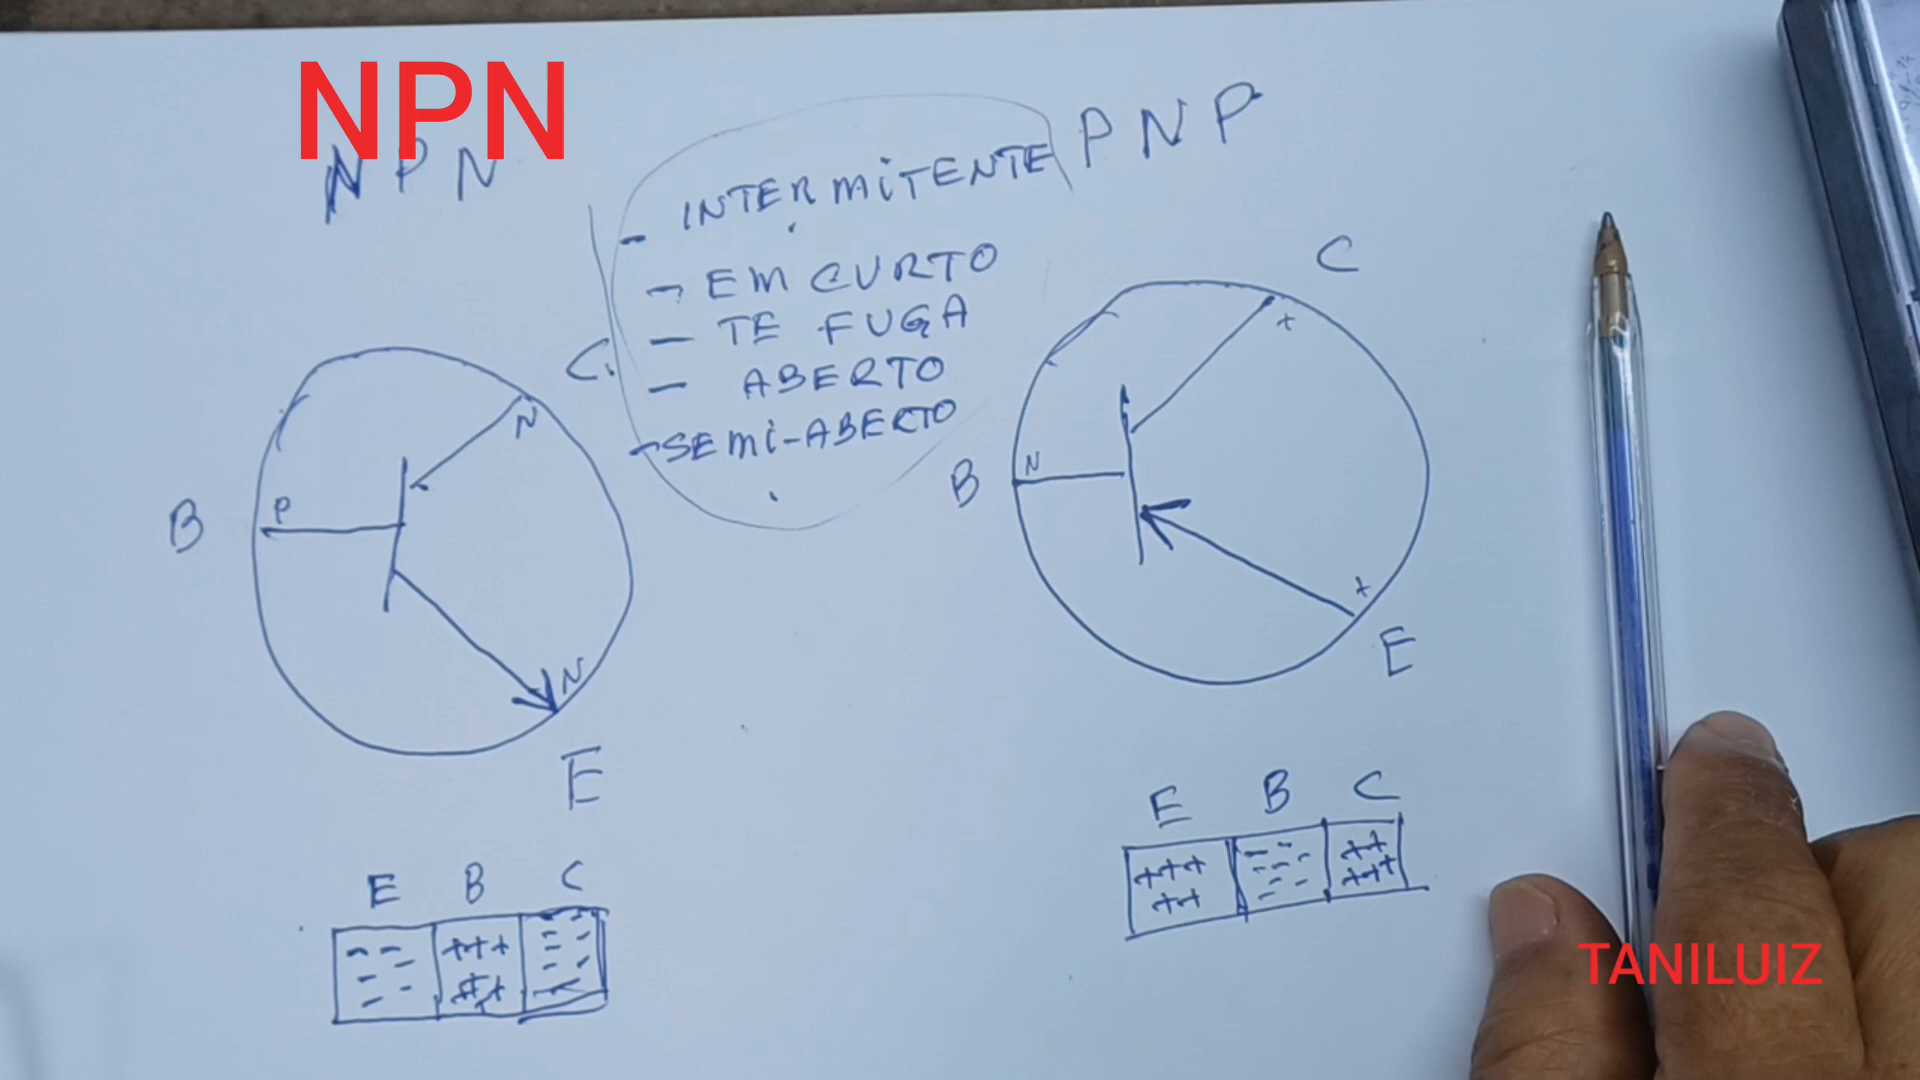 NPN
NPN
PNP
- INTERMITENTE
- EM CURTO
- TE FUGA
- ABERTO
- SEMI-ABERTO
C
B
P
N
N
E
C
+
B
N
+
E
E B C
-- +++ --
E B C
+++ -- ++
++ -- +++
TANILUIZ